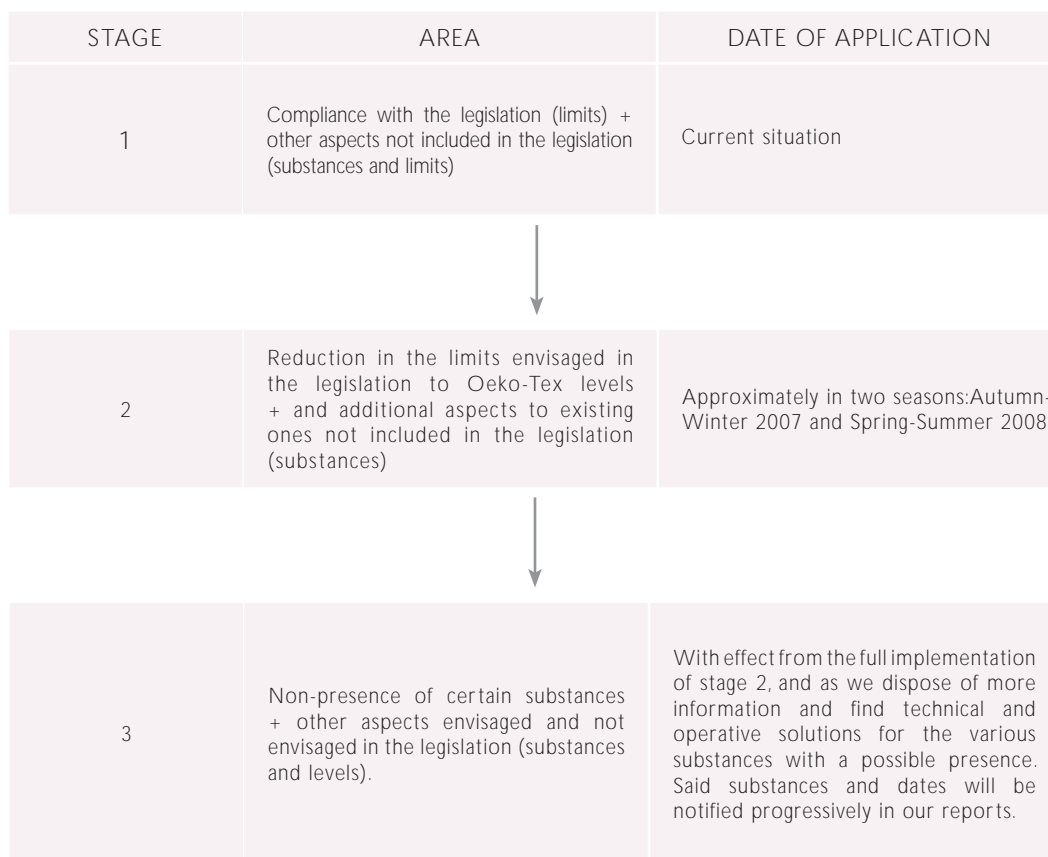 STAGE AREA DATE OF APPLICATION
1
Compliance with the legislation (limits) +
other aspects not included in the legislation
(substances and limits)
Current situation
2
Reduction in the limits envisaged in
the legislation to Oeko-Tex levels
+ and additional aspects to existing
ones not included in the legislation
(substances)
Approximately in two seasons:Autumn-
Winter 2007 and Spring-Summer 2008
3
Non-presence of certain substances
+ other aspects envisaged and not
envisaged in the legislation (substances
and levels).
With effect from the full implementation
of stage 2, and as we dispose of more
information and find technical and
operative solutions for the various
substances with a possible presence.
Said substances and dates will be
notified progressively in our reports.